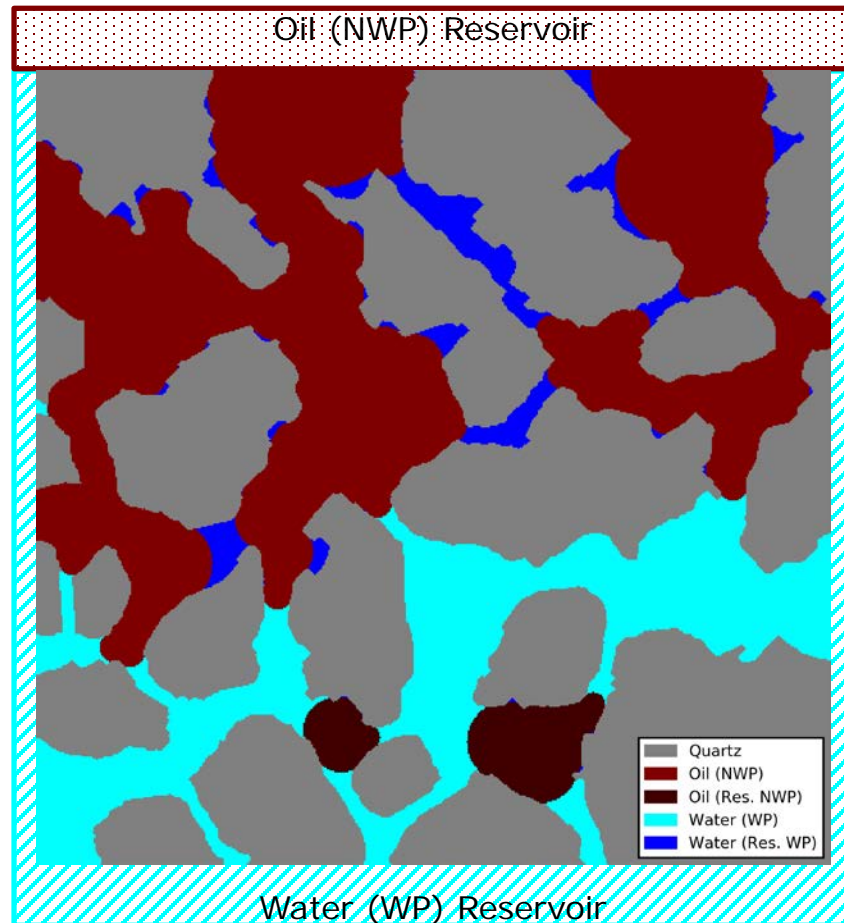 Oil (NWP) Reservoir
Quartz
Oil (NWP)
Oil (Res. NWP)
Water (WP)
Water (Res. WP)
Water (WP) Reservoir